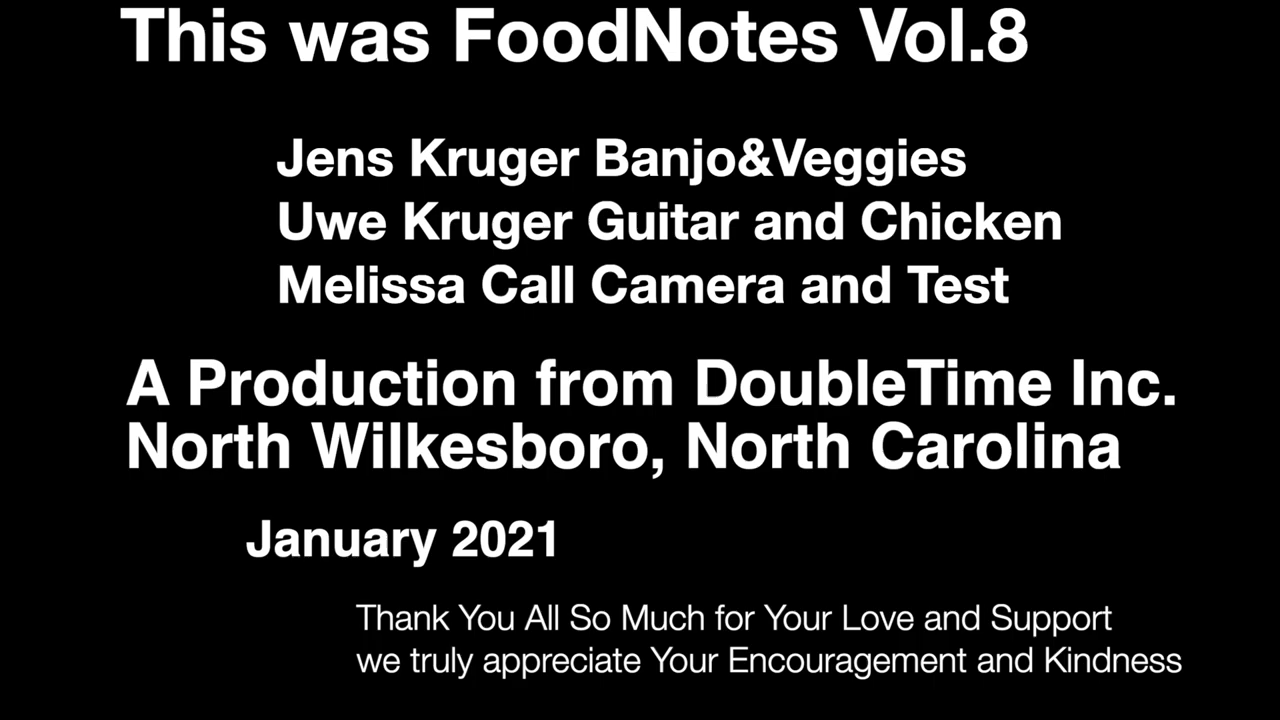 This was FoodNotes Vol.8
Jens Kruger Banjo&Veggies
Uwe Kruger Guitar and Chicken
Melissa Call Camera and Test
A Production from DoubleTime Inc.
North Wilkesboro, North Carolina
January 2021
Thank You All So Much for Your Love and Support
we truly appreciate Your Encouragement and Kindness